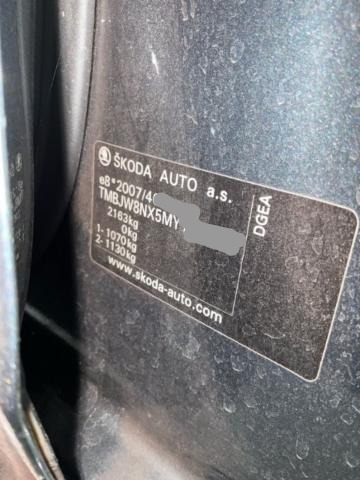 ŠKODA AUTO a.s.
e8*2007/4
TMBJW8NX5MY
2163kg
0kg
1- 1070kg
2- 1130kg
www.skoda-auto.com
DGEA